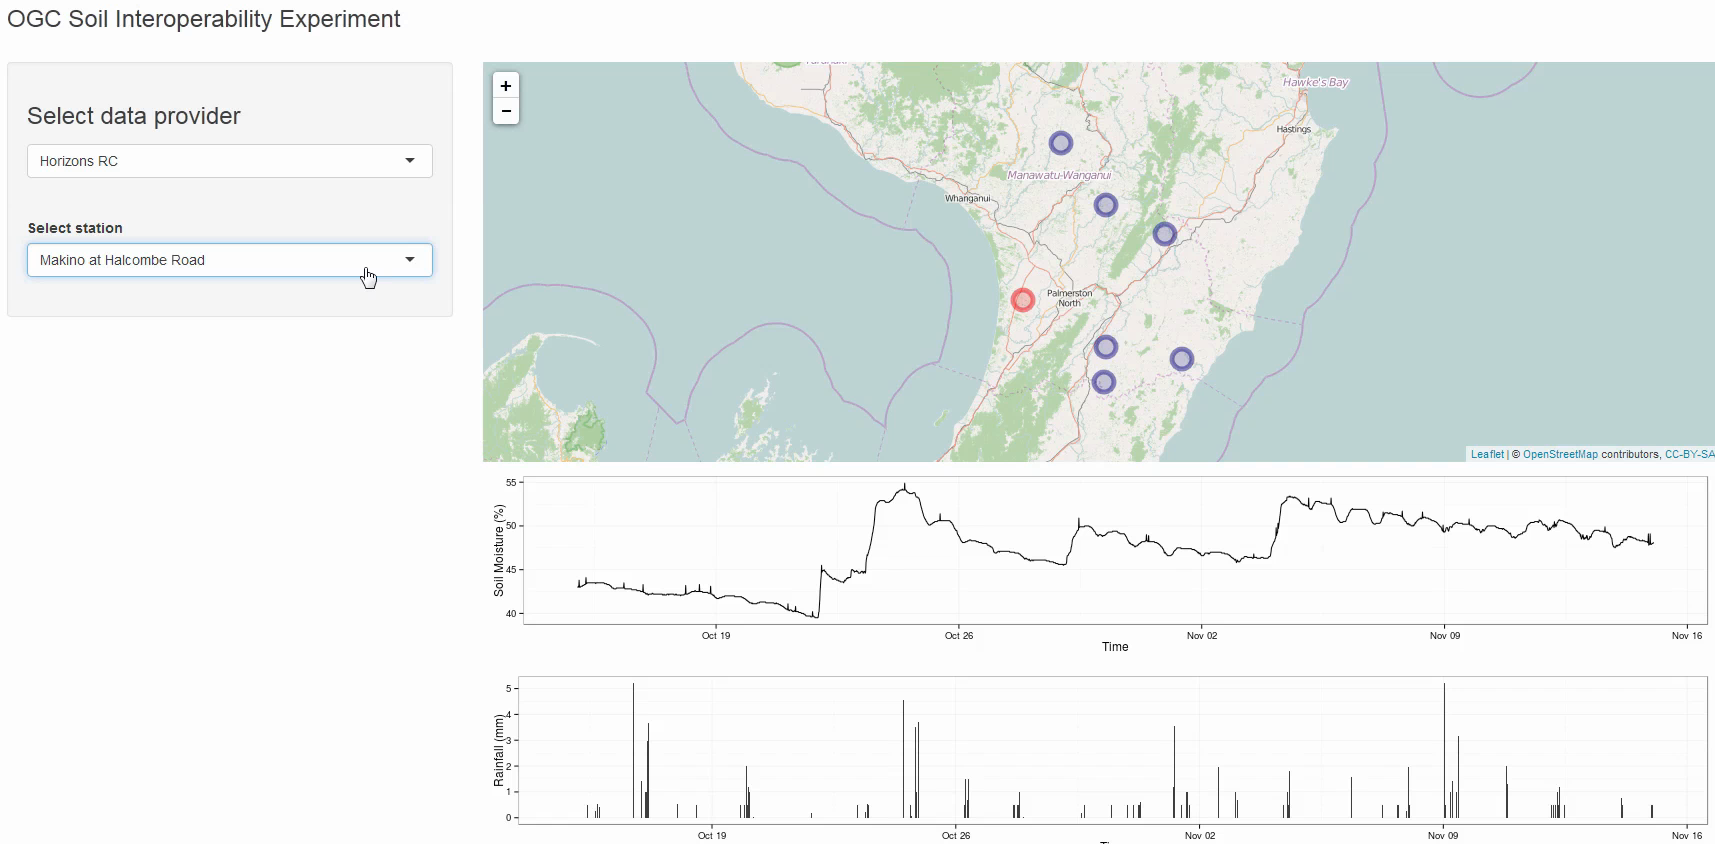 OGC Soil Interoperability Experiment
Select data provider
Horizons RC
Select station
Makino at Halcombe Road
+
−
Hawke's Bay
Hastings
Manawatu-Wanganui
Whanganui
Palmerston
North
Leaflet | © OpenStreetMap contributors, CC-BY-SA
Soil Moisture (%)
55
50
45
40
Oct 19 Oct 26 Nov 02 Nov 09 Nov 16
Time
Rainfall (mm)
5
4
3
2
1
0
Oct 19 Oct 26 Nov 02 Nov 09 Nov 16